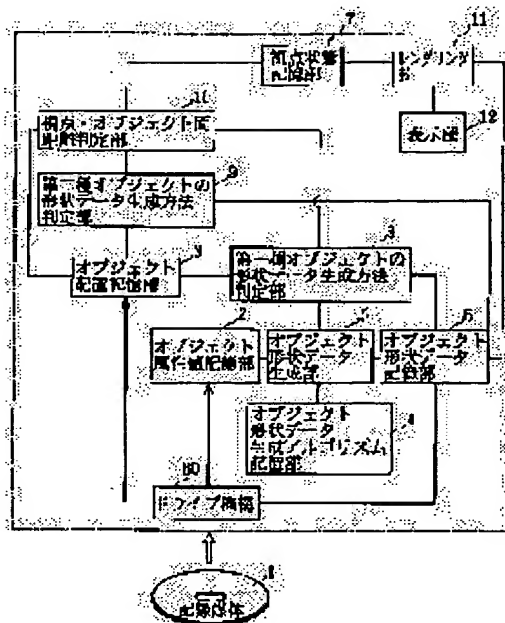 7
11
視点状態
記憶部
レンダリング
部
12
表示部
11
視点・オブジェクト間
距離判定部
9
第一種オブジェクトの
形状データ生成方法
判定部
3
オブジェクト
配置記憶部
第一種オブジェクトの
形状データ生成方法
判定部
2
オブジェクト
属性値記憶部
オブジェクト
形状データ
生成部
6
オブジェクト
形状データ
記憶部
4
オブジェクト
形状データ
生成アルゴリズム
記憶部
80
ドライブ機構
1
記録媒体